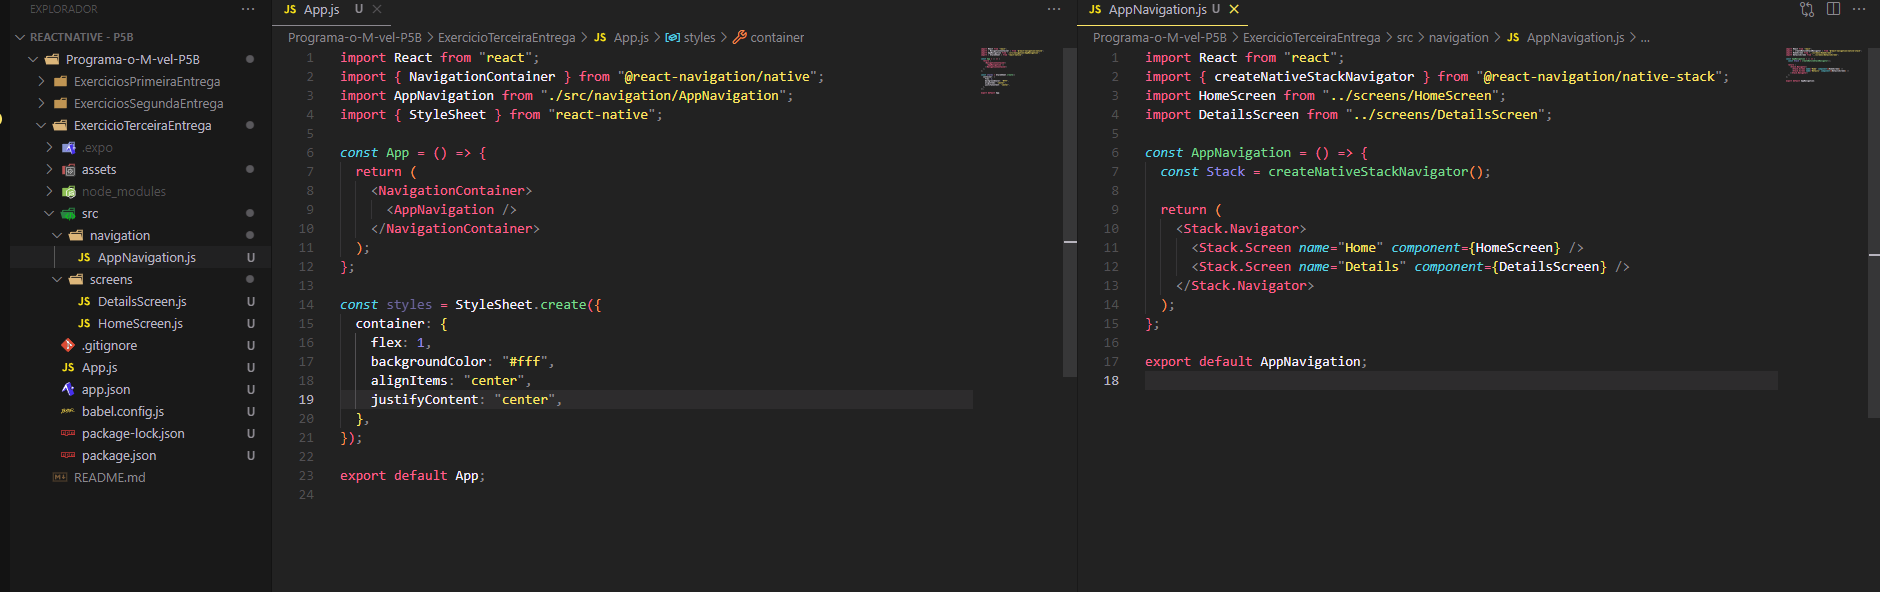 EXPLORADOR
REACTNATIVE - P5B
Programa-o-M-vel-P5B
ExerciciosPrimeiraEntrega
ExerciciosSegundaEntrega
ExercicioTerceiraEntrega
.expo
assets
node_modules
src
navigation
AppNavigation.js U
screens
DetailsScreen.js U
HomeScreen.js U
.gitignore U
App.js U
app.json U
babel.config.js U
package-lock.json U
package.json U
README.md
App.js U
Programa-o-M-vel-P5B > ExercicioTerceiraEntrega > JS App.js > styles > container
1 import React from "react";
2 import { NavigationContainer } from "@react-navigation/native";
3 import AppNavigation from "./src/navigation/AppNavigation";
4 import { StyleSheet } from "react-native";
5
6 const App = () => {
7 return (
8 <NavigationContainer>
9 <AppNavigation />
10 </NavigationContainer>
11 );
12 };
13
14 const styles = StyleSheet.create({
15 container: {
16 flex: 1,
17 backgroundColor: "#fff",
18 alignItems: "center",
19 justifyContent: "center",
20 },
21 });
22
23 export default App;
24
JS AppNavigation.js U
Programa-o-M-vel-P5B > ExercicioTerceiraEntrega > src > navigation > JS AppNavigation.js > ...
1 import React from "react";
2 import { createNativeStackNavigator } from "@react-navigation/native-stack";
3 import HomeScreen from "../screens/HomeScreen";
4 import DetailsScreen from "../screens/DetailsScreen";
5
6 const AppNavigation = () => {
7 const Stack = createNativeStackNavigator();
8
9 return (
10 <Stack.Navigator>
11 <Stack.Screen name="Home" component={HomeScreen} />
12 <Stack.Screen name="Details" component={DetailsScreen} />
13 </Stack.Navigator>
14 );
15 };
16
17 export default AppNavigation;
18